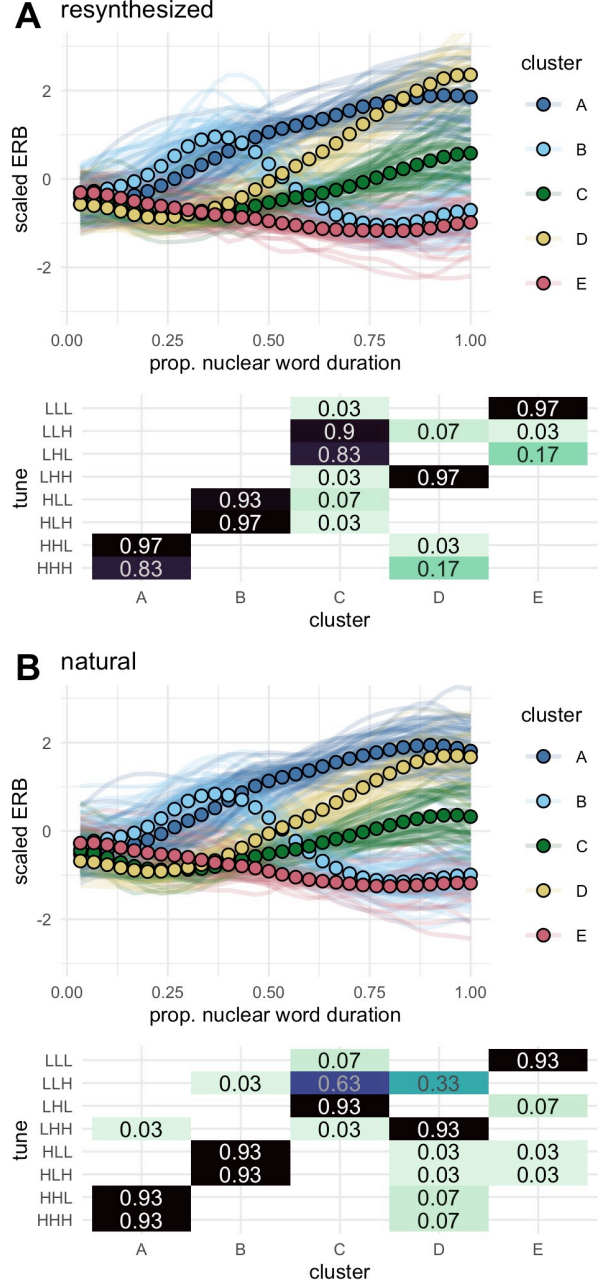 A resynthesized
scaled ERB
2
0
-2
0.00 0.25 0.50 0.75 1.00
prop. nuclear word duration
cluster
A
B
C
D
E
tune
LLL 0.03 0.97
LLH 0.9 0.07 0.03
LHL 0.83 0.17
LHH 0.03 0.97
HLL 0.93 0.07
HLH 0.97 0.03
HHL 0.97 0.03
HHH 0.83 0.17
A B C D E
cluster
B natural
scaled ERB
2
0
-2
0.00 0.25 0.50 0.75 1.00
prop. nuclear word duration
cluster
A
B
C
D
E
tune
LLL 0.07 0.93
LLH 0.03 0.63 0.33
LHL 0.93 0.07
LHH 0.03 0.03 0.93
HLL 0.93 0.03 0.03
HLH 0.93 0.03 0.03
HHL 0.93 0.07
HHH 0.93 0.07
A B C D E
cluster